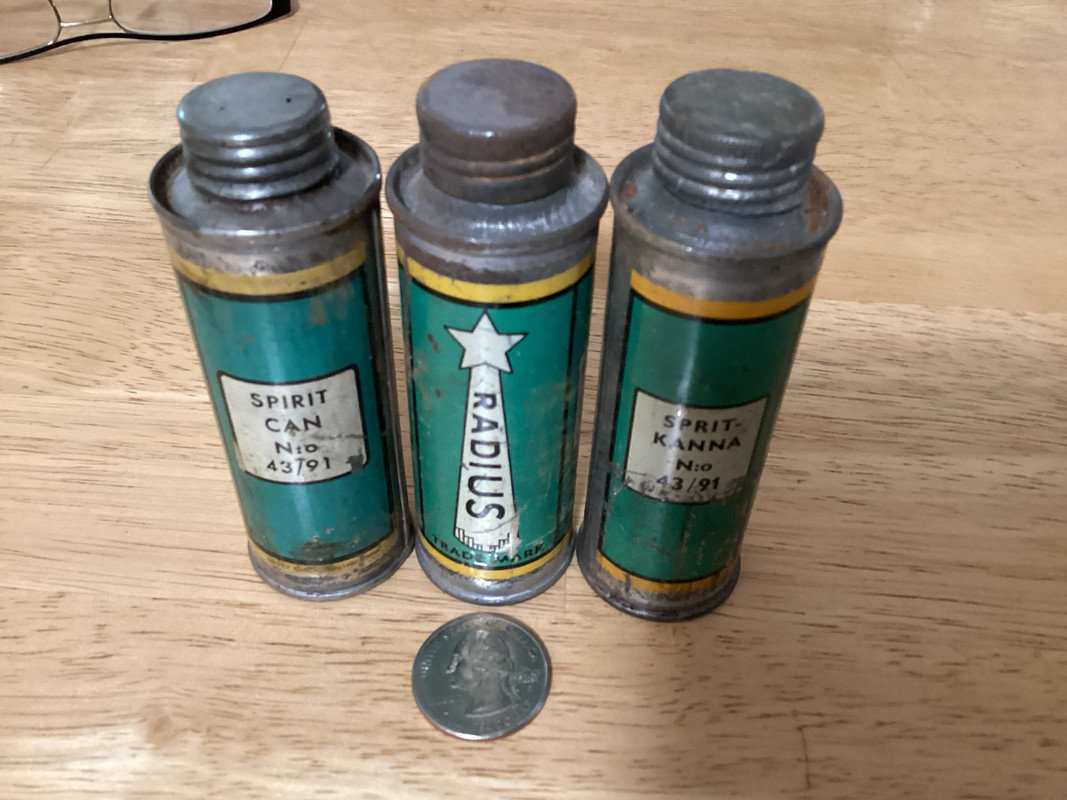 SPIRIT
CAN
N:o
43/91
RADIUS
TRADE MARK
SPRIT-
KANNA
N:o
43/91